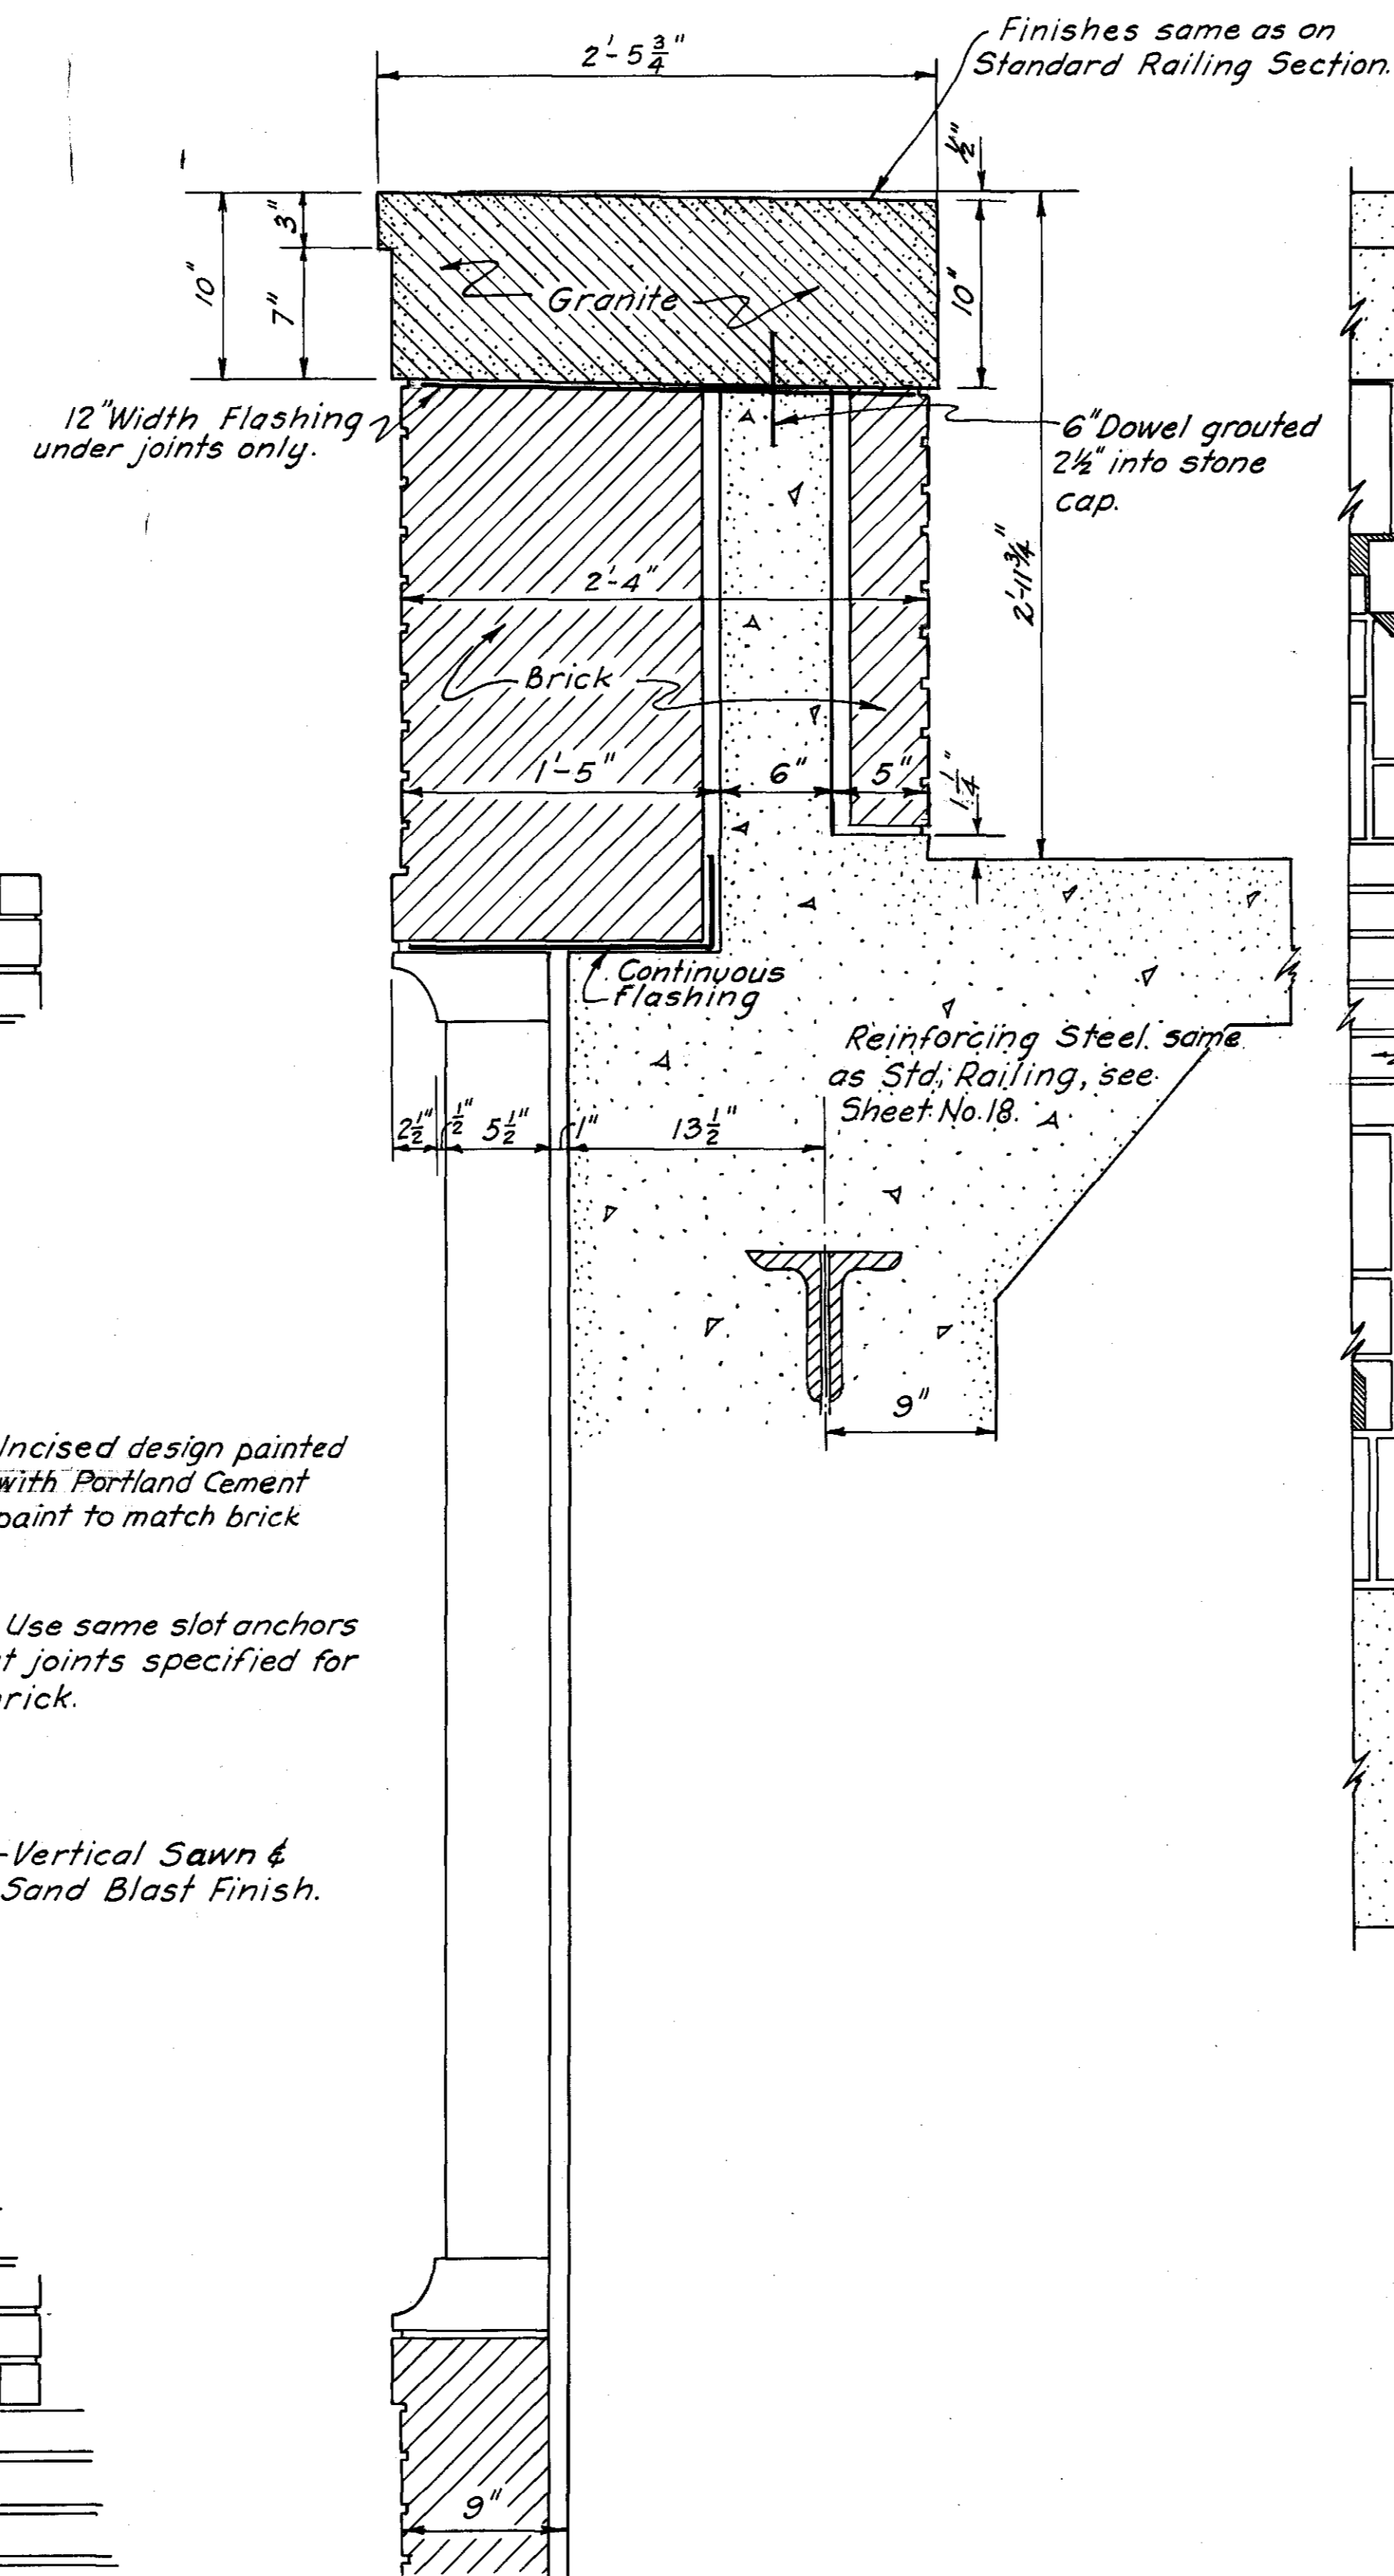 2'-5 3/4"
Finishes same as on
Standard Railing Section.
1/2"
3"
10"
7"
10"
Granite
12" Width Flashing
under joints only.
6" Dowel grouted
2 1/2" into stone
cap.
2'-11 3/4"
2'-4"
Brick
1'-5"
6"
5"
1 1/4"
Continuous
Flashing
Reinforcing Steel same
as Std. Railing, see
Sheet No. 18.
2 1/2"
1/2"
5 1/2"
1"
13 1/2"
9"
Incised design painted
with Portland Cement
paint to match brick
Use same slot anchors
t joints specified for
rick.
-Vertical Sawn &
Sand Blast Finish.
9"